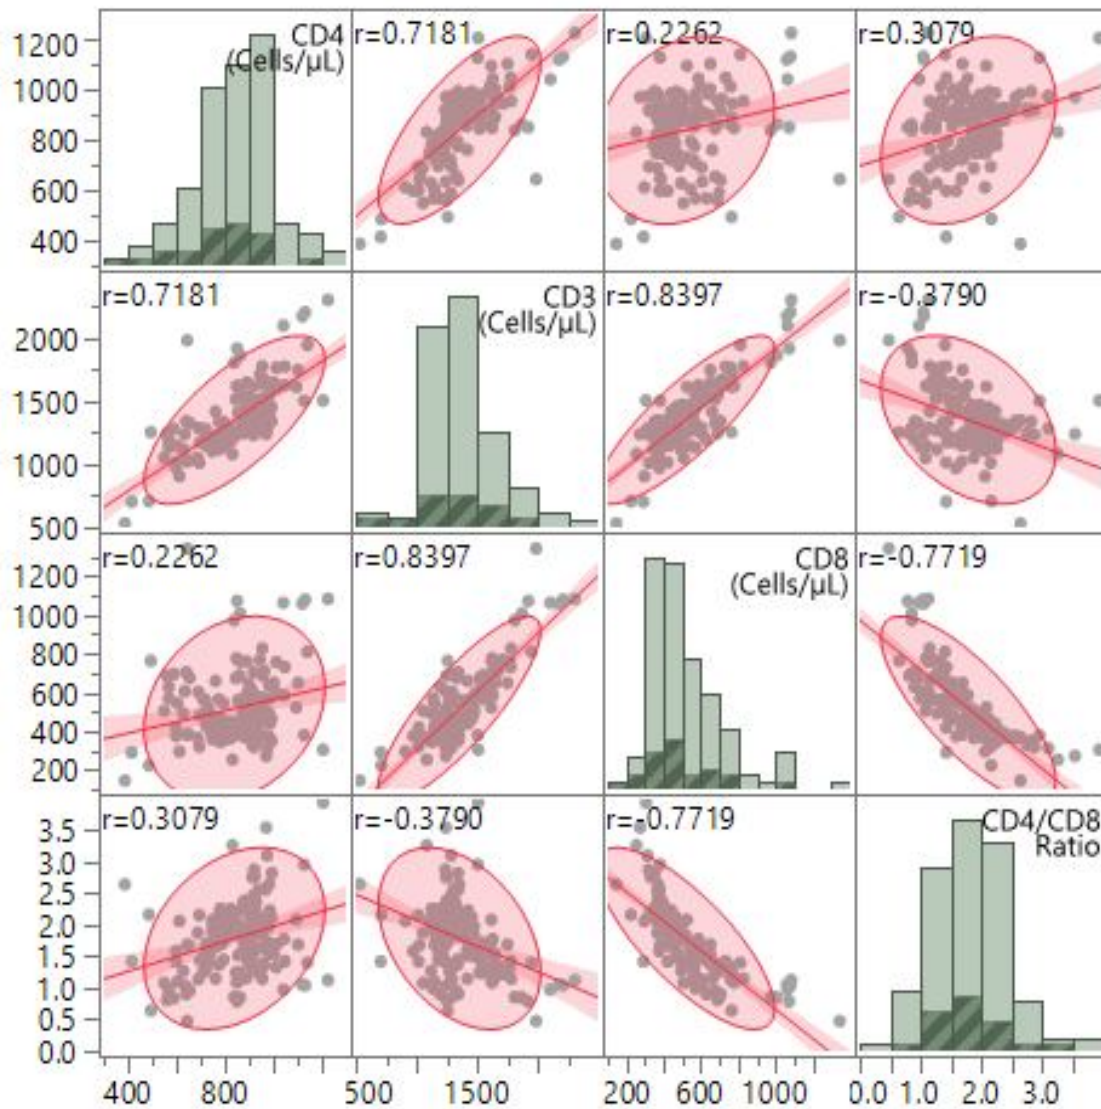 1200
1000
800
600
400
CD4
(Cells/µL)
r=0.7181
r=0.2262
r=0.3079
2000
1500
1000
500
r=0.7181
CD3
(Cells/µL)
r=0.8397
r=-0.3790
1200
1000
800
600
400
200
r=0.2262
r=0.8397
CD8
(Cells/µL)
r=-0.7719
3.5
3.0
2.5
2.0
1.5
1.0
0.5
0.0
r=0.3079
r=-0.3790
r=-0.7719
CD4/CD8
Ratio
400 800 500 1500 200 600 1000 0.0 1.0 2.0 3.0